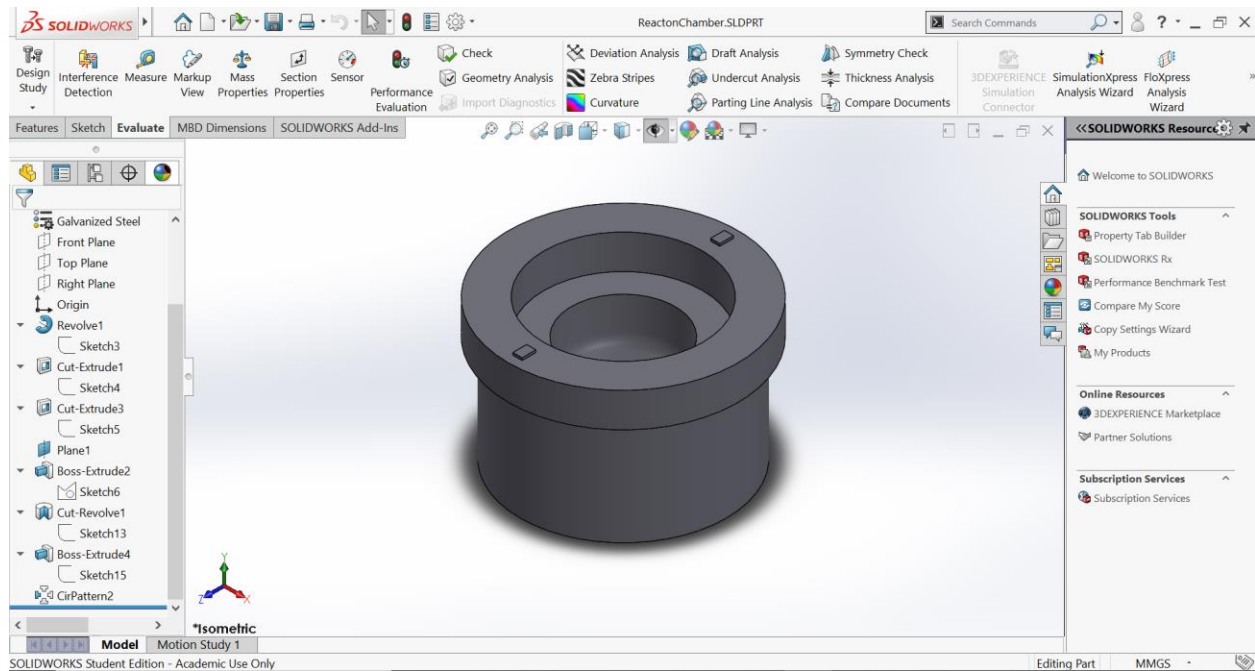 SOLIDWORKS
ReactonChamber.SLDPRT
Search Commands
?
Design Study
Interference Detection
Measure
Markup View
Mass Properties
Section Properties
Sensor
Performance Evaluation
Check
Geometry Analysis
Import Diagnostics
Deviation Analysis
Zebra Stripes
Curvature
Draft Analysis
Undercut Analysis
Parting Line Analysis
Symmetry Check
Thickness Analysis
Compare Documents
3DEXPERIENCE Simulation Connector
SimulationXpress Analysis Wizard
FloXpress Analysis Wizard
Features Sketch Evaluate MBD Dimensions SOLIDWORKS Add-Ins
Galvanized Steel
Front Plane
Top Plane
Right Plane
Origin
Revolve1
Sketch3
Cut-Extrude1
Sketch4
Cut-Extrude3
Sketch5
Plane1
Boss-Extrude2
Sketch6
Cut-Revolve1
Sketch13
Boss-Extrude4
Sketch15
CirPattern2
Y
Z X
*Isometric
«SOLIDWORKS Resource
Welcome to SOLIDWORKS
SOLIDWORKS Tools
Property Tab Builder
SOLIDWORKS Rx
Performance Benchmark Test
Compare My Score
Copy Settings Wizard
My Products
Online Resources
3DEXPERIENCE Marketplace
Partner Solutions
Subscription Services
Subscription Services
Model Motion Study 1
SOLIDWORKS Student Edition - Academic Use Only
Editing Part MMGS